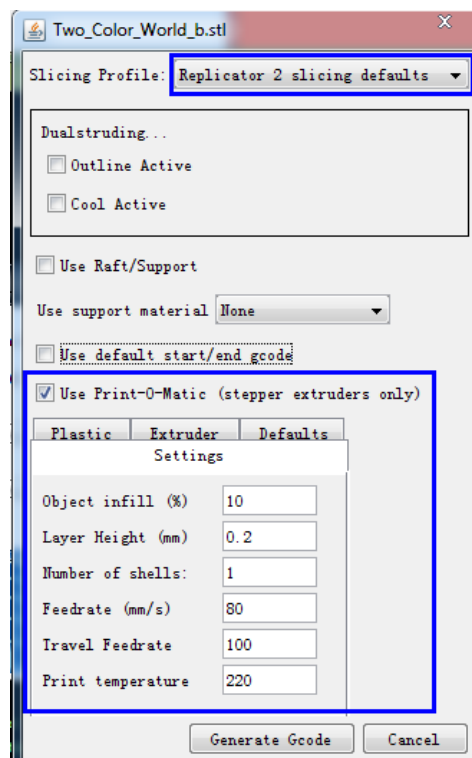 Two_Color_World_b.stl
Slicing Profile: Replicator 2 slicing defaults
Dualstruding...
Outline Active
Cool Active
Use Raft/Support
Use support material None
Use default start/end gcode
Use Print-O-Matic (stepper extruders only)
Plastic Extruder Defaults
Settings
Object infill (%) 10
Layer Height (mm) 0.2
Number of shells: 1
Feedrate (mm/s) 80
Travel Feedrate 100
Print temperature 220
Generate Gcode Cancel